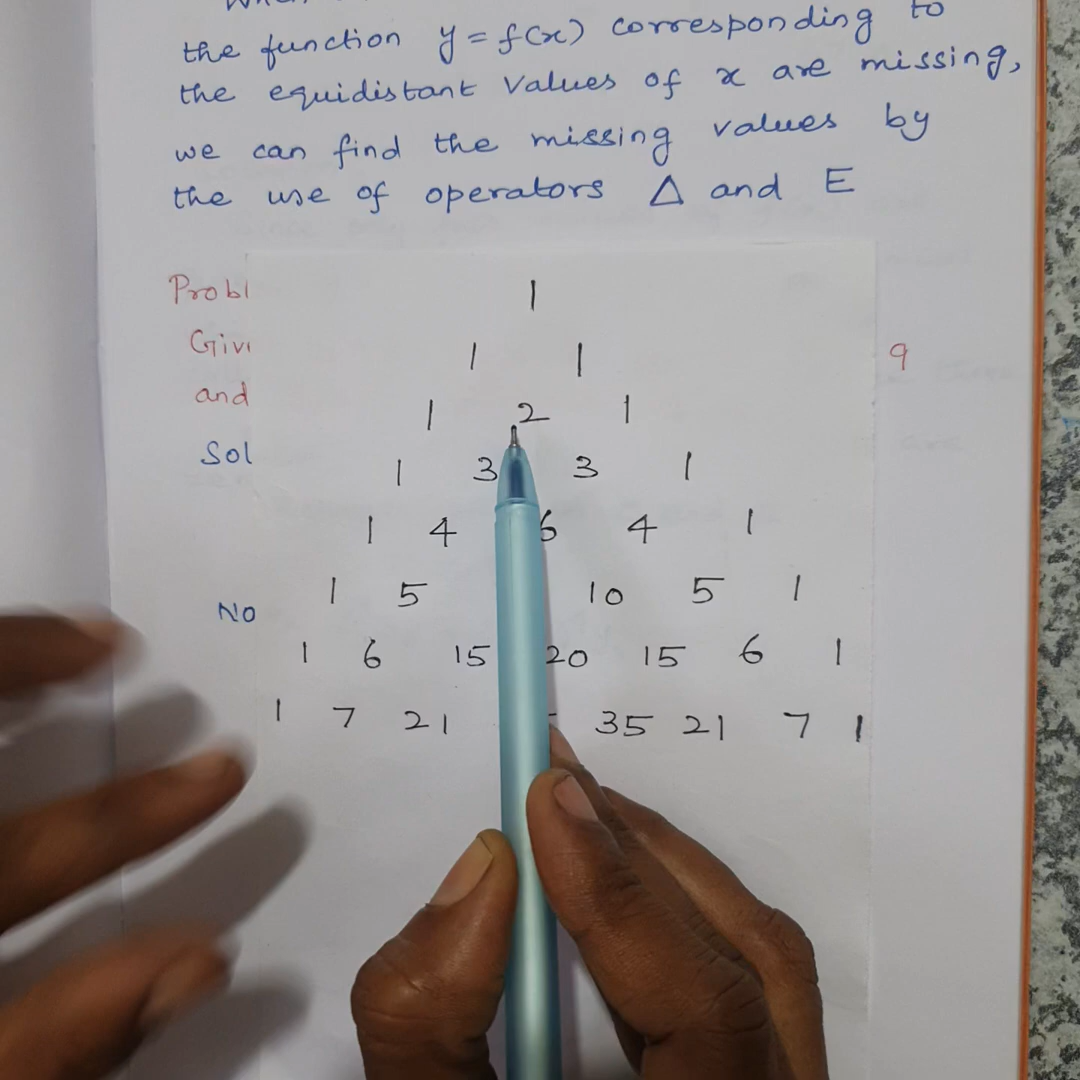 the function y = f(x) corresponding to
the equidistant values of x are missing,
we can find the missing values by
the use of operators Δ and E
Probl 1
Givi 1 1 9
and 1 2 1
Sol 1 3 3 1
1 4 6 4 1
No 1 5 10 5 1
1 6 15 20 15 6 1
1 7 21 35 21 7 1